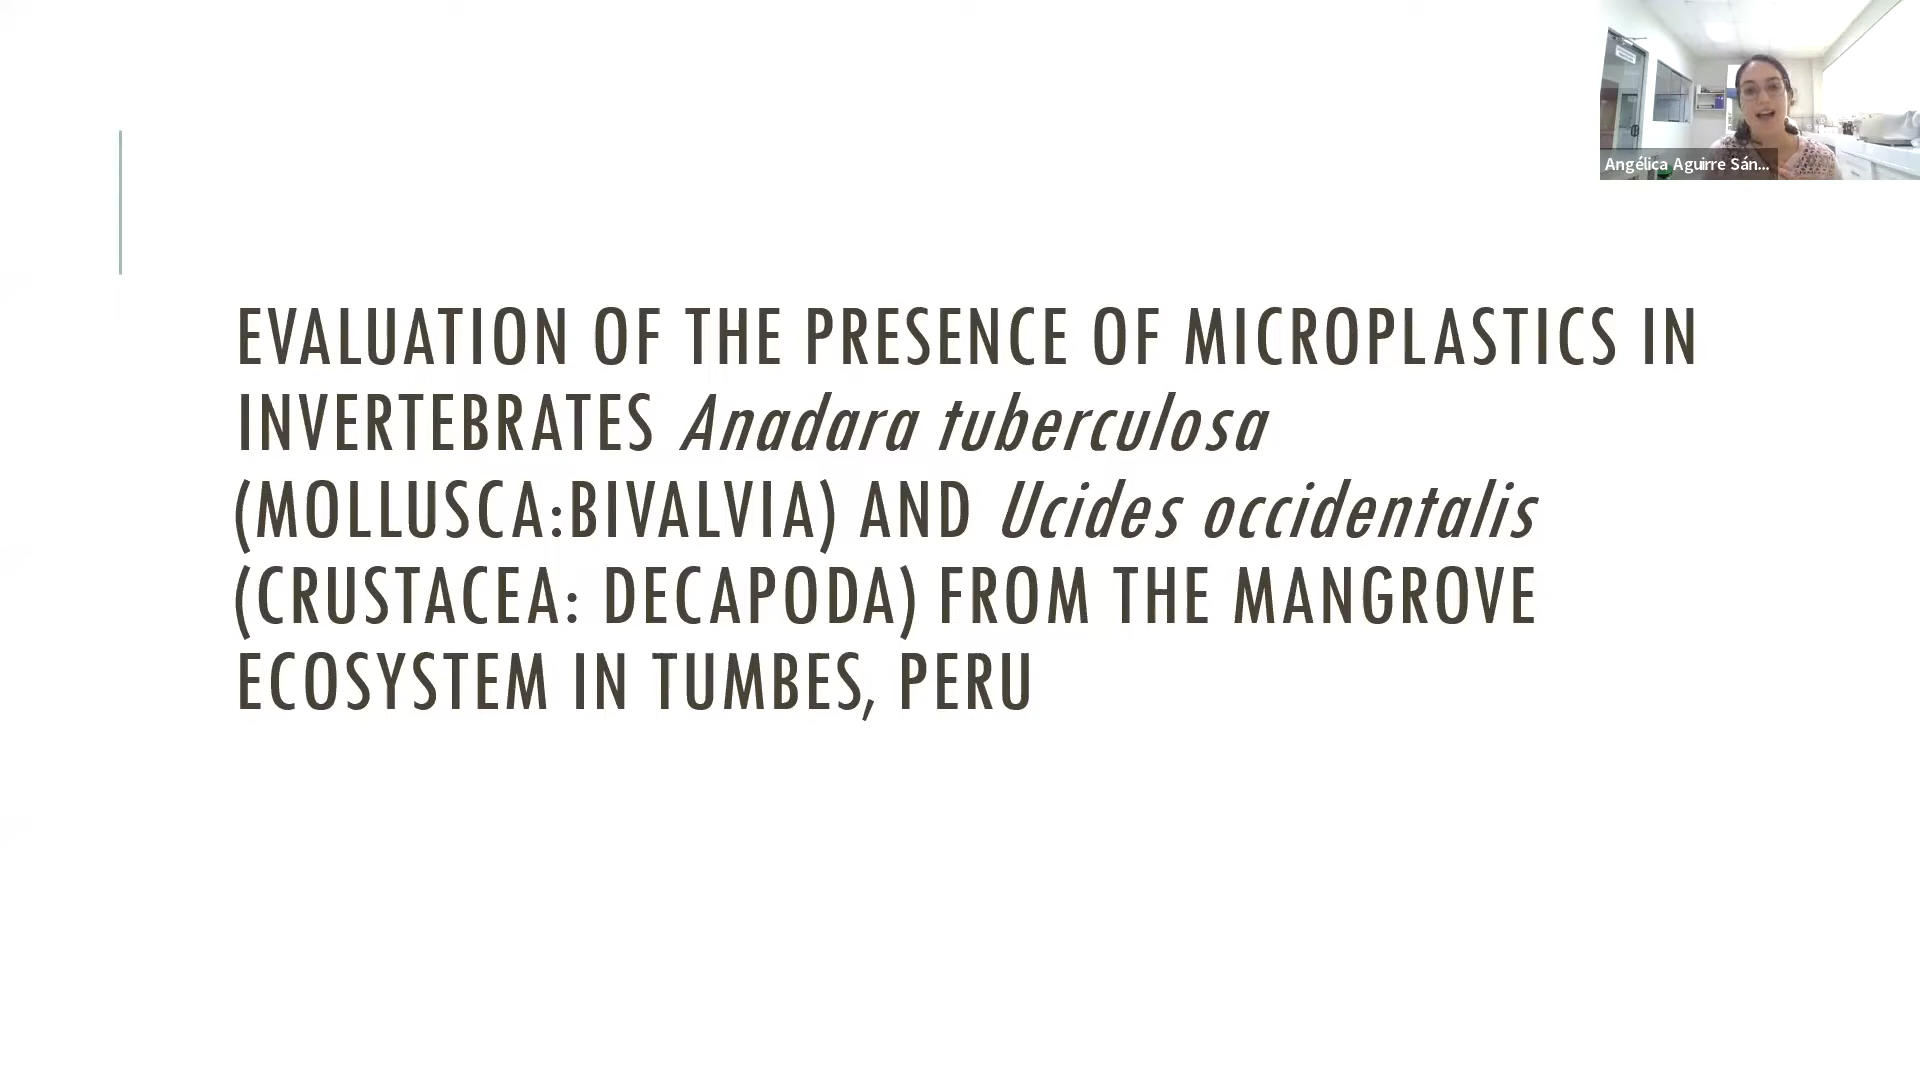 Angélica Aguirre Sán...
EVALUATION OF THE PRESENCE OF MICROPLASTICS IN
INVERTEBRATES Anadara tuberculosa
(MOLLUSCA:BIVALVIA) AND Ucides occidentalis
(CRUSTACEA: DECAPODA) FROM THE MANGROVE
ECOSYSTEM IN TUMBES, PERU